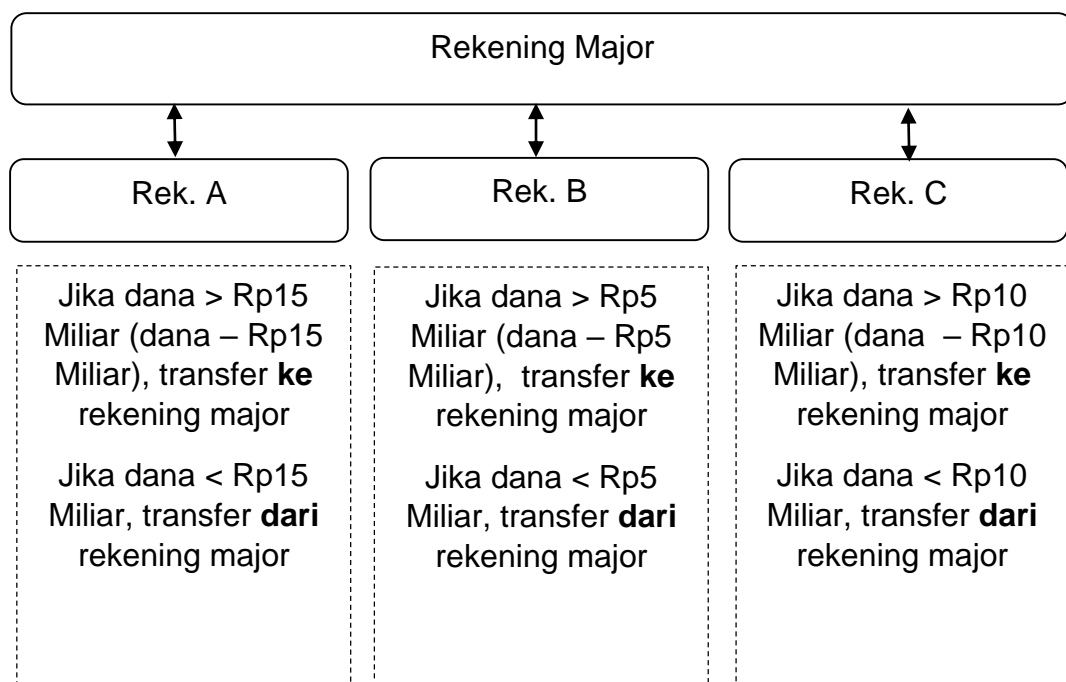 Rekening Major
Rek. A
Rek. B
Rek. C
Jika dana > Rp15
Miliar (dana – Rp15
Miliar), transfer ke
rekening major
Jika dana < Rp15
Miliar, transfer dari
rekening major
Jika dana > Rp5
Miliar (dana – Rp5
Miliar),  transfer ke
rekening major
Jika dana < Rp5
Miliar, transfer dari
rekening major
Jika dana > Rp10
Miliar (dana  – Rp10
Miliar), transfer ke
rekening major
Jika dana < Rp10
Miliar, transfer dari
rekening major